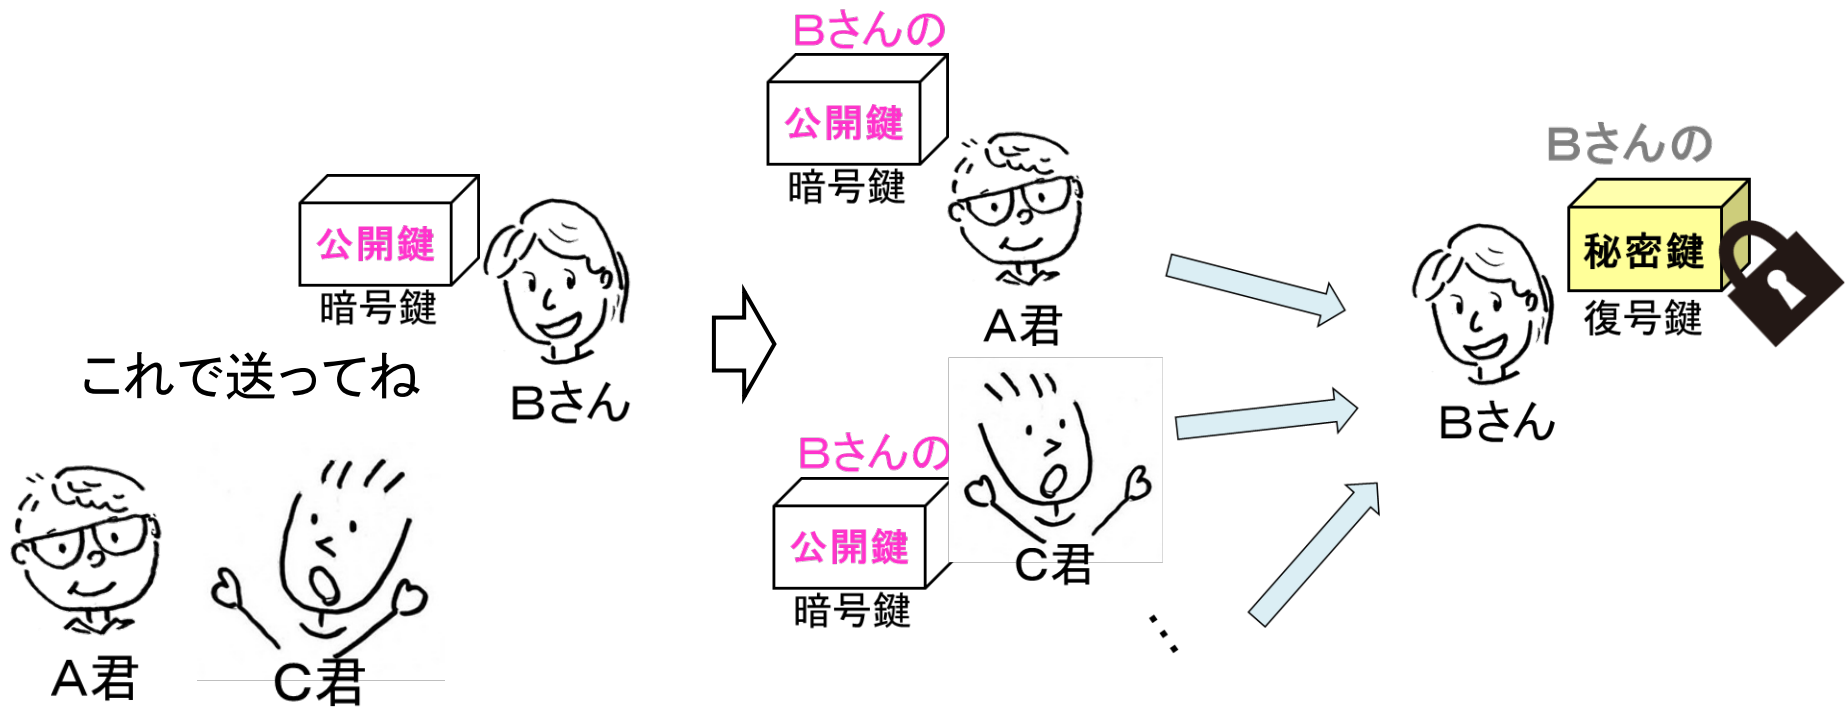 公開鍵
暗号鍵
Bさん
これで送ってね
A君
C君
Bさんの
公開鍵
暗号鍵
A君
Bさんの
公開鍵
暗号鍵
C君
…
Bさんの
秘密鍵
復号鍵
Bさん